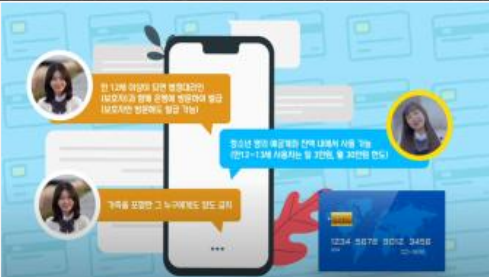 만 12세 이상이 되면 법정대리인
(보호자)과 함께 은행에 방문하여 발급
(보호자만 방문해도 발급 가능)
청소년 명의 예금계좌 잔액 내에서 사용 가능
(만12~13세 사용자는 일 3만원, 월 30만원 한도)
가족을 포함한 그 누구에게도 양도 금지
1234 5678 9012 3456